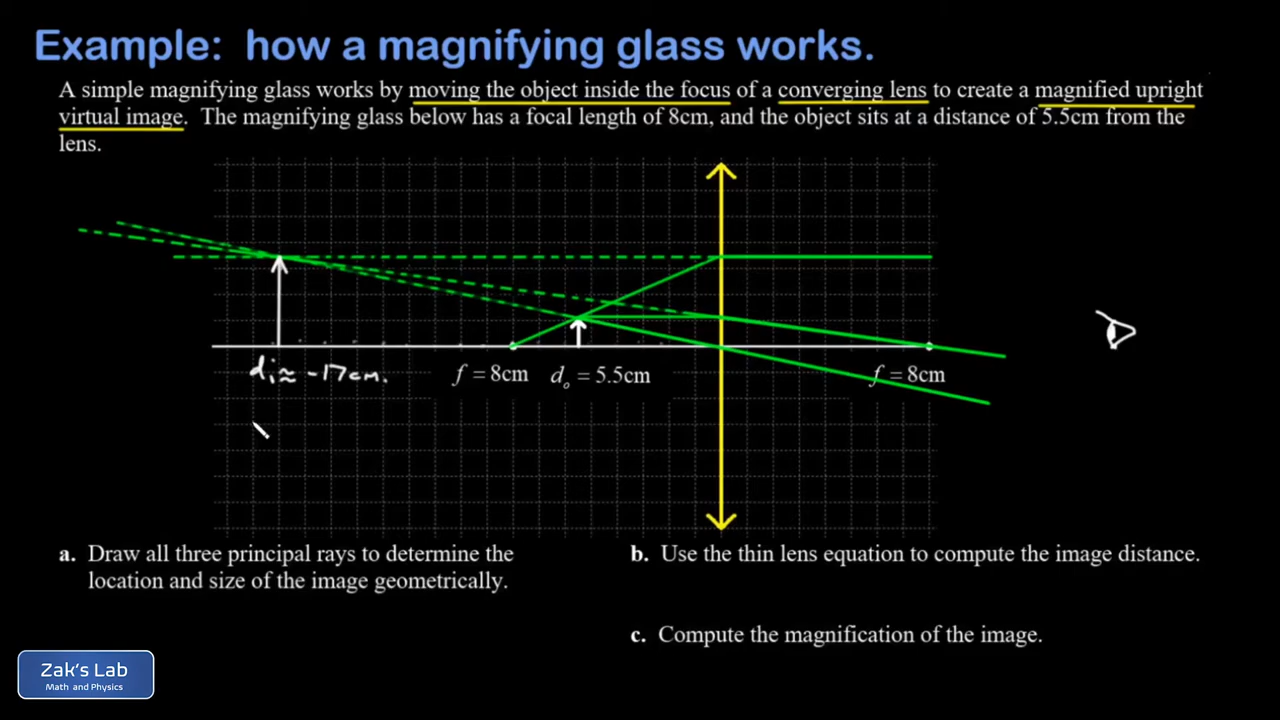 Example: how a magnifying glass works.
A simple magnifying glass works by moving the object inside the focus of a converging lens to create a magnified upright
virtual image. The magnifying glass below has a focal length of 8cm, and the object sits at a distance of 5.5cm from the
lens.
dᵢ ≈ -17cm.
f = 8cm
dₒ = 5.5cm
f = 8cm
a. Draw all three principal rays to determine the
location and size of the image geometrically.
b. Use the thin lens equation to compute the image distance.
c. Compute the magnification of the image.
Zak's Lab
Math and Physics